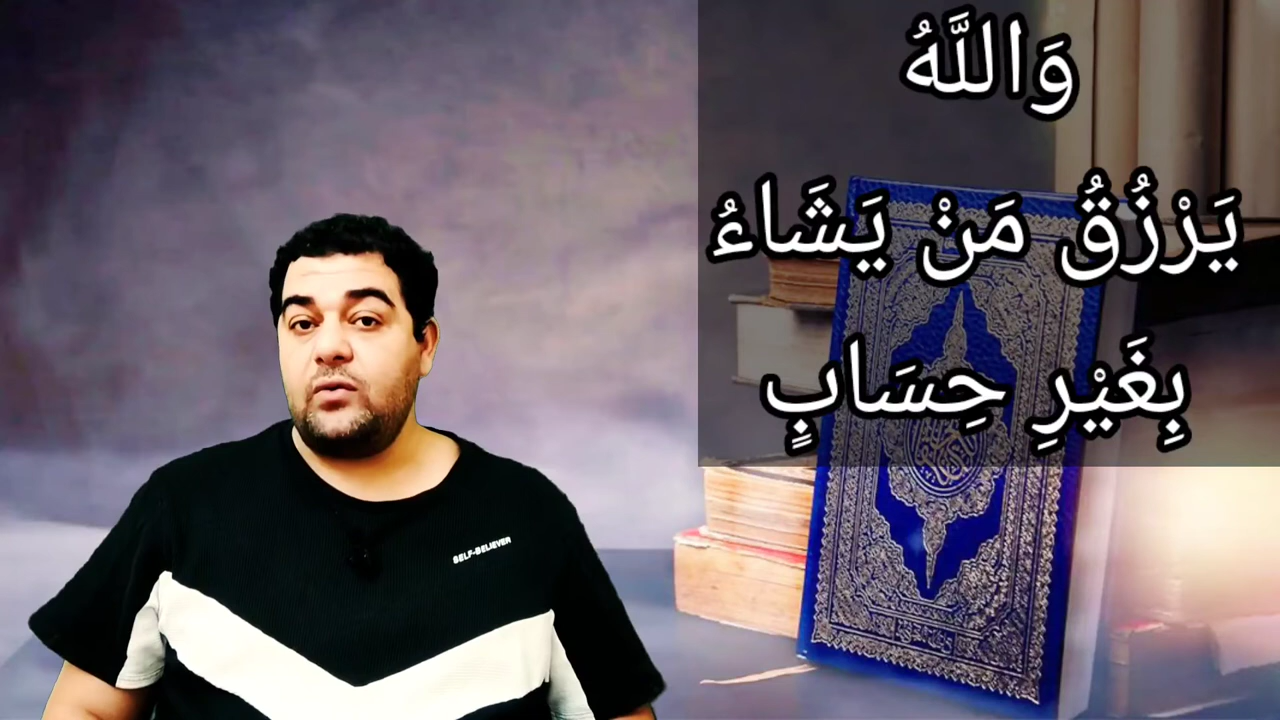 وَاللَّهُ
يَرْزُقُ مَنْ يَشَاءُ
بِغَيْرِ حِسَابٍ
SELF-BELIEVER